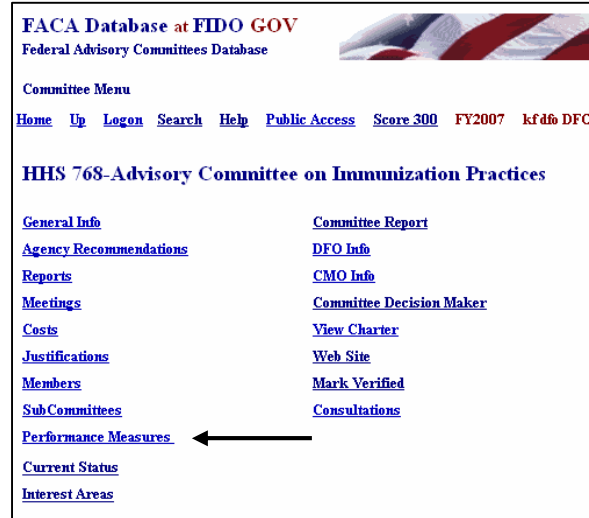 FACA Database at FIDO GOV
Federal Advisory Committees Database
Committee Menu
Home Up Logon Search Help Public Access Score 300 FY2007 kfdfo DFO
HHS 768-Advisory Committee on Immunization Practices
General Info
Agency Recommendations
Reports
Meetings
Costs
Justifications
Members
SubCommittees
Performance Measures
Current Status
Interest Areas
Committee Report
DFO Info
CMO Info
Committee Decision Maker
View Charter
Web Site
Mark Verified
Consultations